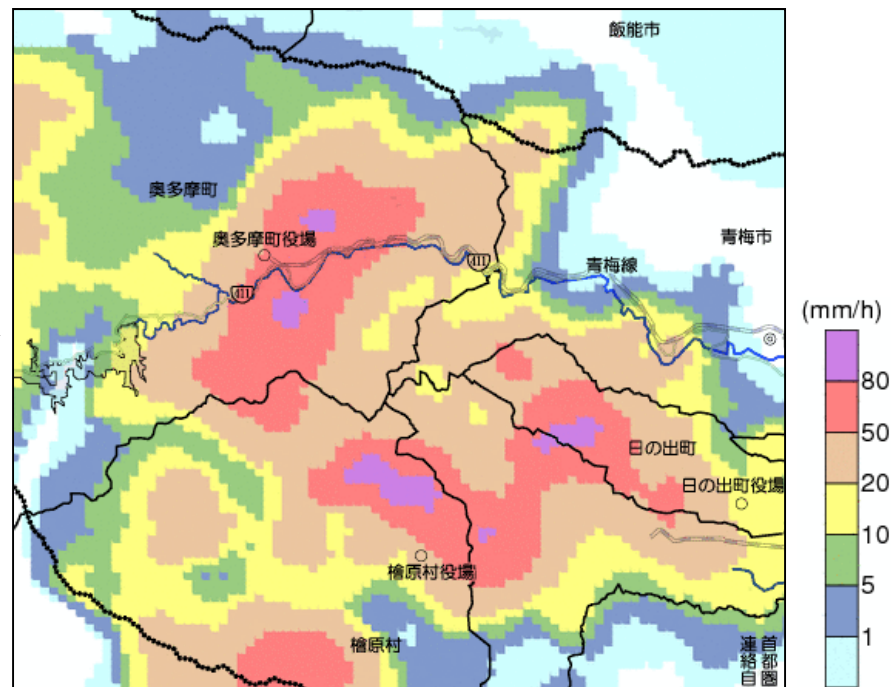 飯能市
奥多摩町
奥多摩町役場
青梅市
411
青梅線
411
(mm/h)
80
50
日の出町
20
日の出町役場
10
檜原村役場
5
檜原村
首都圏
連絡自
1